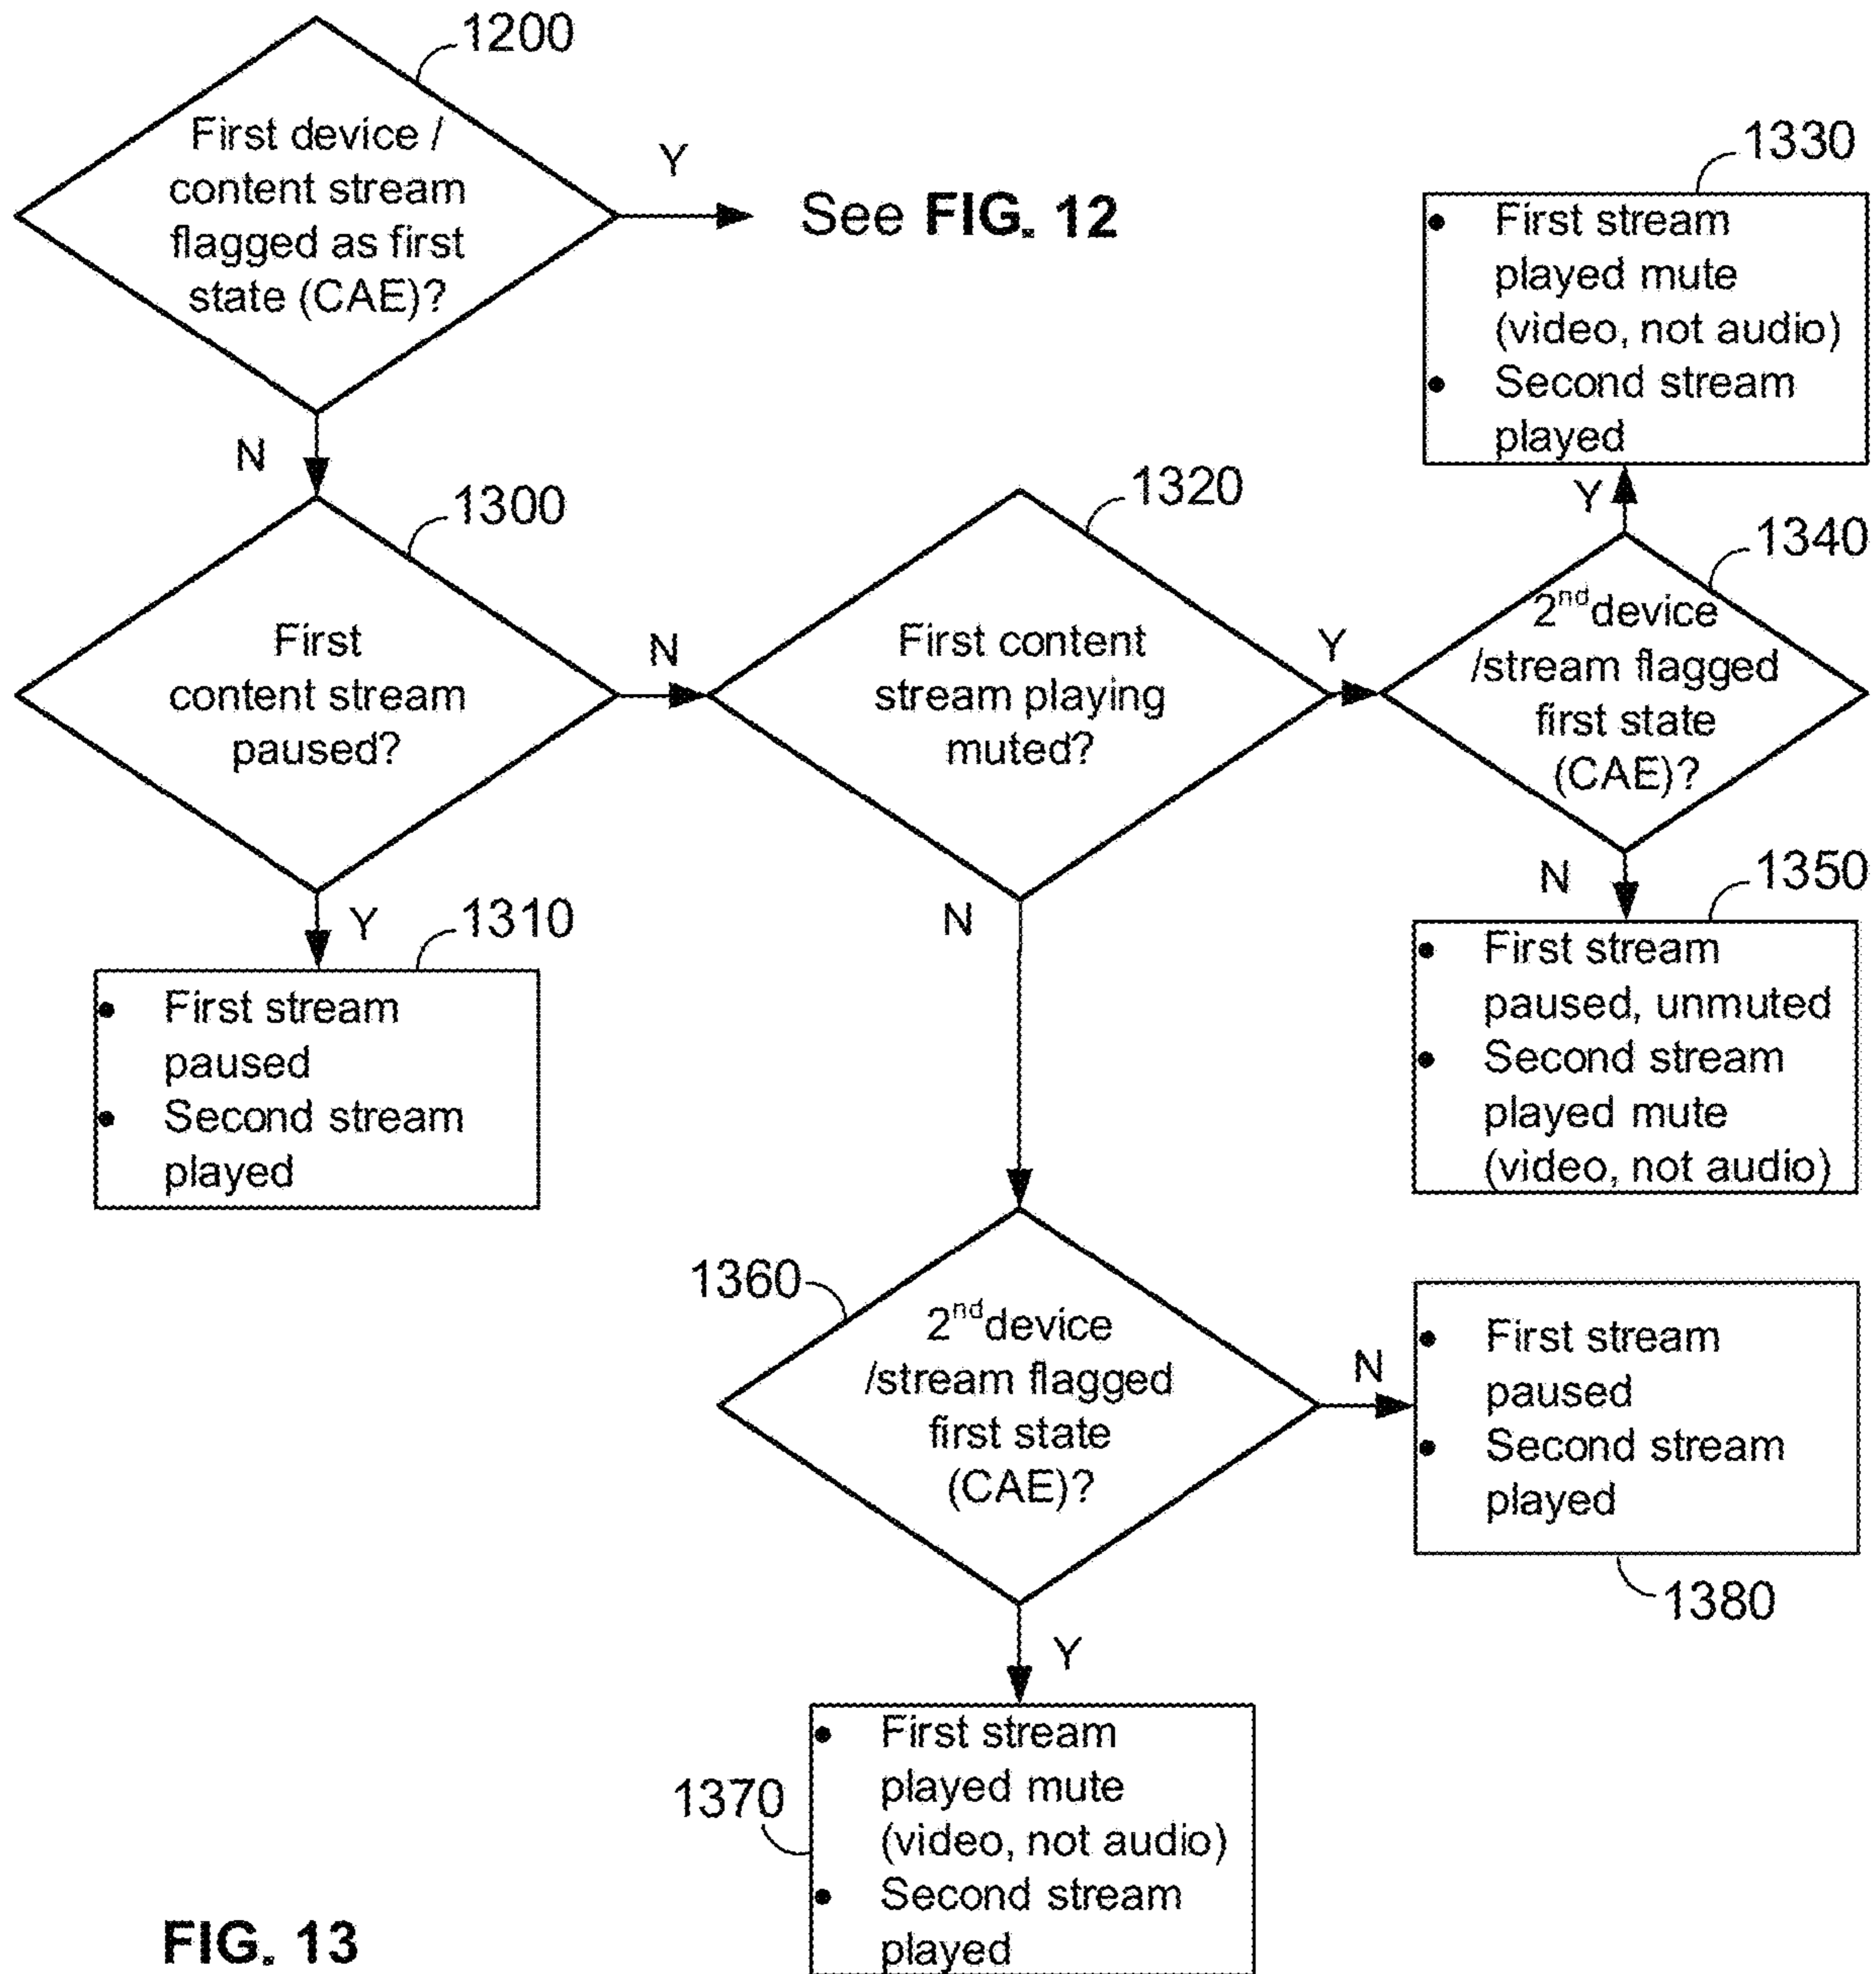 1200
First device /
content stream
flagged as first
state (CAE)?
Y
See FIG. 12
N
1300
First
content stream
paused?
N
Y
1310
• First stream
paused
• Second stream
played
1320
First content
stream playing
muted?
Y
N
1330
• First stream
played mute
(video, not audio)
• Second stream
played
Y
1340
2nd device
/stream flagged
first state
(CAE)?
N
1350
• First stream
paused, unmuted
• Second stream
played mute
(video, not audio)
1360
2nd device
/stream flagged
first state
(CAE)?
N
• First stream
paused
• Second stream
played
1380
Y
1370
• First stream
played mute
(video, not audio)
• Second stream
played
FIG. 13